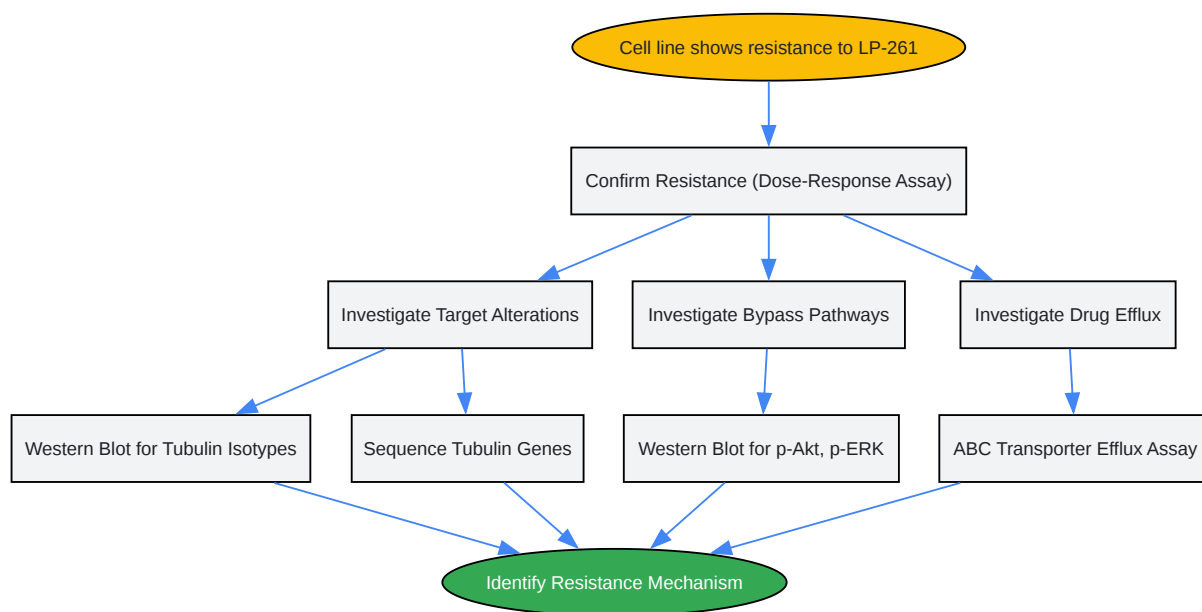 Cell line shows resistance to LP-261
Confirm Resistance (Dose-Response Assay)
Investigate Target Alterations
Investigate Bypass Pathways
Investigate Drug Efflux
Western Blot for Tubulin Isotypes
Sequence Tubulin Genes
Western Blot for p-Akt, p-ERK
ABC Transporter Efflux Assay
Identify Resistance Mechanism